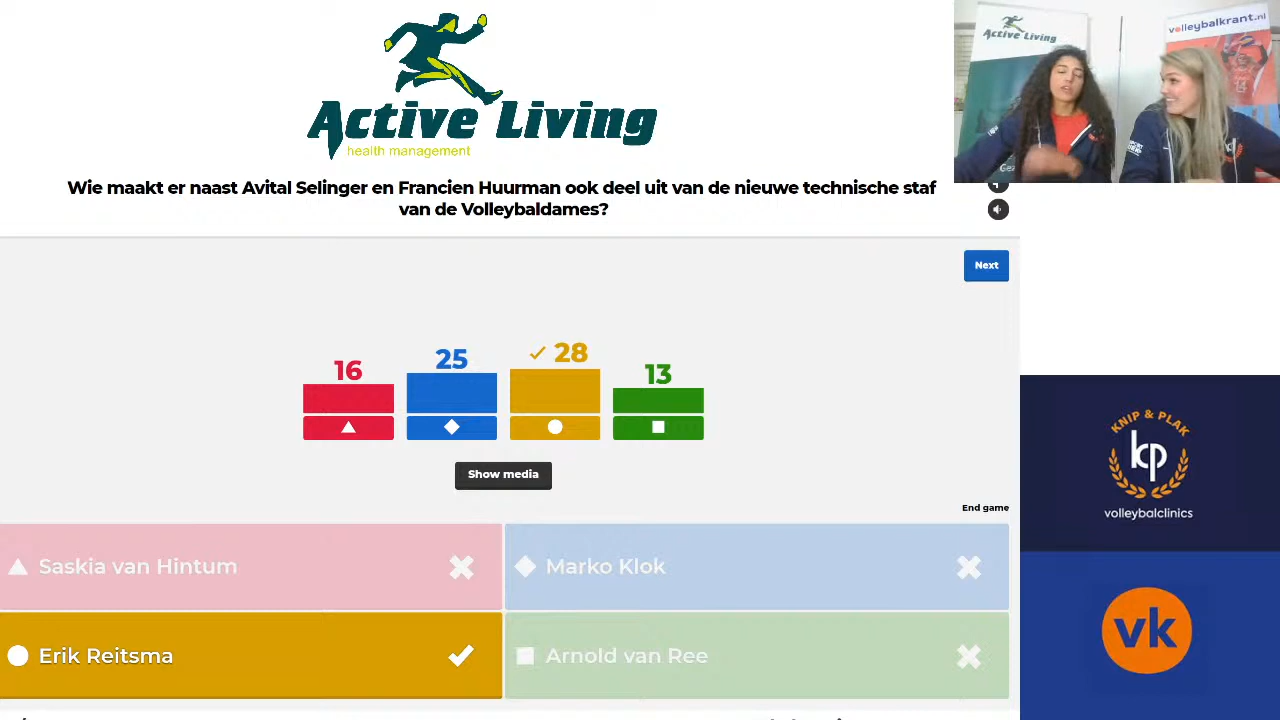 Active Living
health management
Active Living
volleybalkrant.nl
Wie maakt er naast Avital Selinger en Francien Huurman ook deel uit van de nieuwe technische staf
van de Volleybaldames?
Next
16
25
28
13
Show media
End game
Saskia van Hintum
Marko Klok
Erik Reitsma
Arnold van Ree
KNIP & PLAK
kp
volleybalclinics
vk